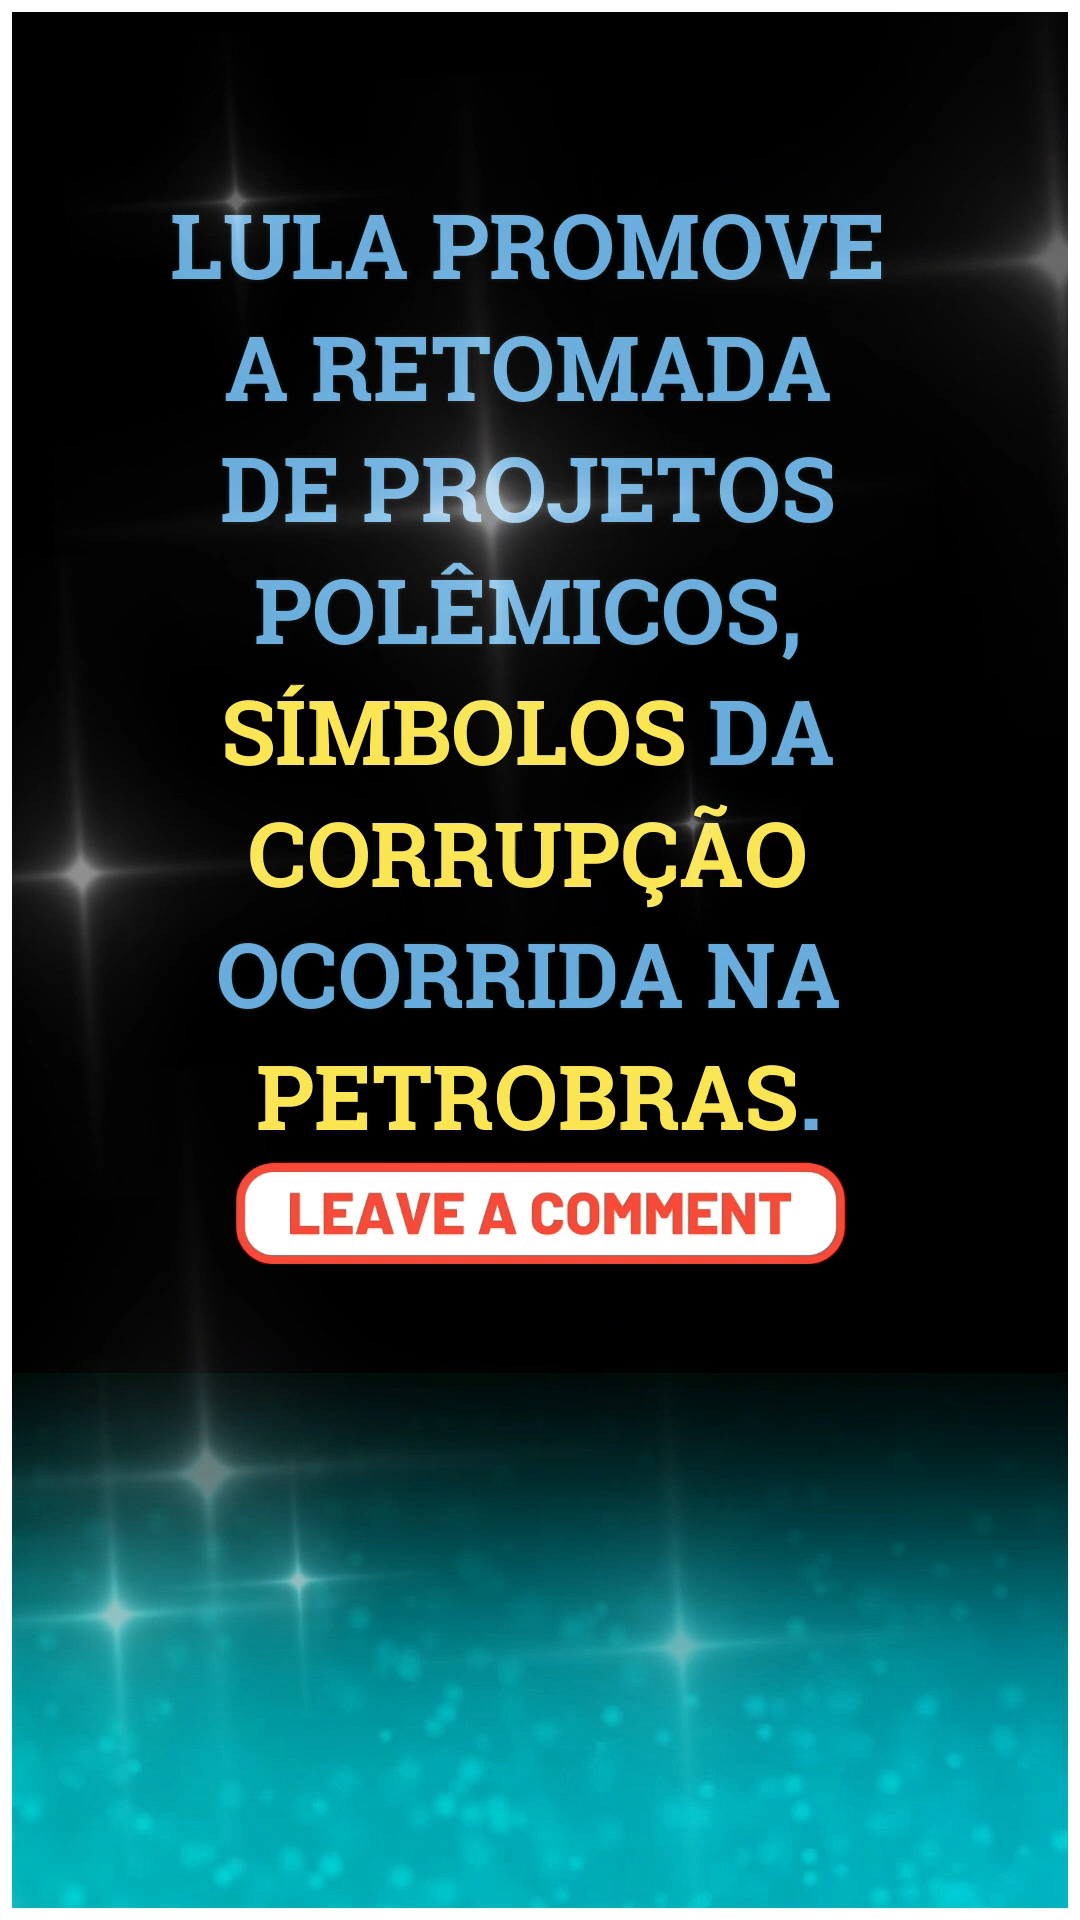 LULA PROMOVE
A RETOMADA
DE PROJETOS
POLÊMICOS,
SÍMBOLOS DA
CORRUPÇÃO
OCORRIDA NA
PETROBRAS.
LEAVE A COMMENT